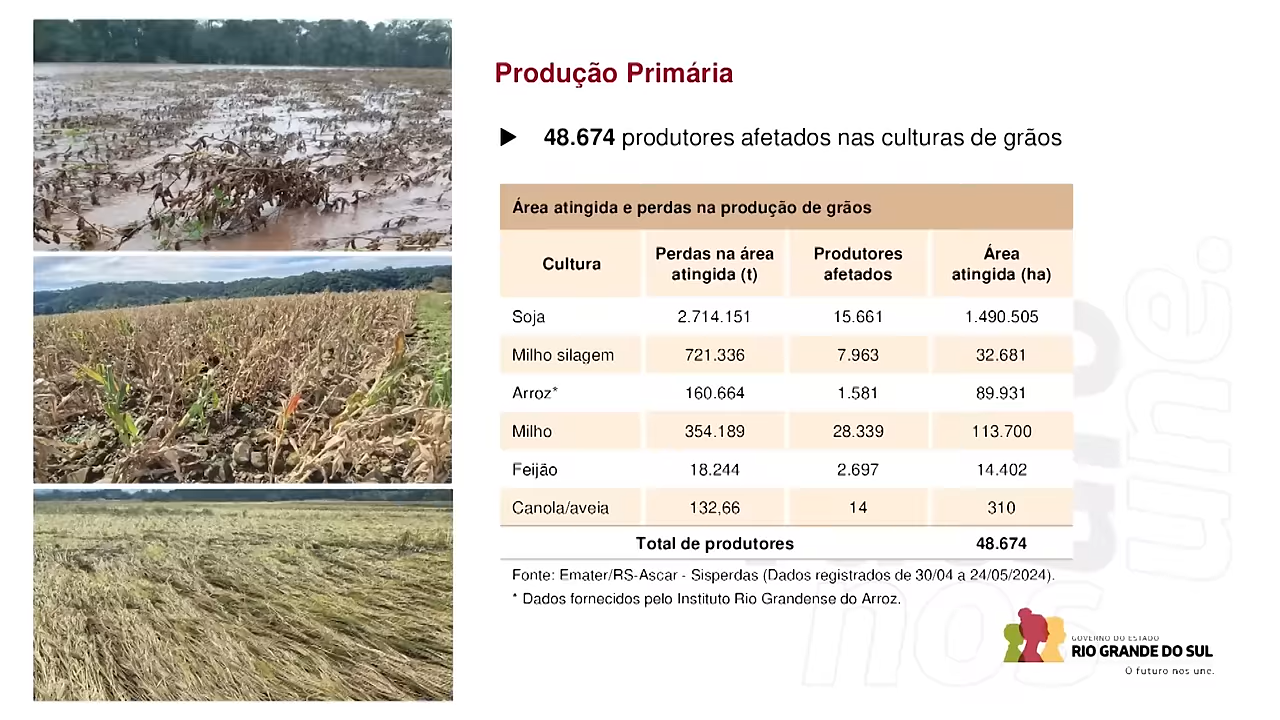 Produção Primária
▶ 48.674 produtores afetados nas culturas de grãos
Área atingida e perdas na produção de grãos
Cultura Perdas na área atingida (t) Produtores afetados Área atingida (ha)
Soja 2.714.151 15.661 1.490.505
Milho silagem 721.336 7.963 32.681
Arroz* 160.664 1.581 89.931
Milho 354.189 28.339 113.700
Feijão 18.244 2.697 14.402
Canola/aveia 132,66 14 310
Total de produtores 48.674
Fonte: Emater/RS-Ascar - Sisperdas (Dados registrados de 30/04 a 24/05/2024).
* Dados fornecidos pelo Instituto Rio Grandense do Arroz.
GOVERNO DO ESTADO
RIO GRANDE DO SUL
O futuro nos une.
nos
une.